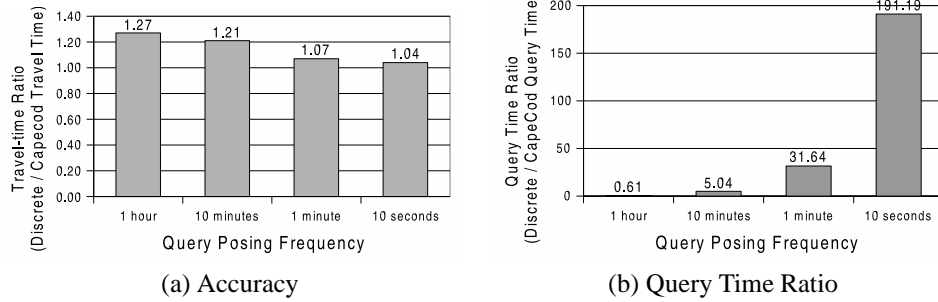 Travel-time Ratio
(Discrete / Capecod Travel Time)
1.40
1.20
1.00
0.80
0.60
0.40
0.20
0.00
1.27
1.21
1.07
1.04
1 hour
10 minutes
1 minute
10 seconds
Query Posing Frequency
(a) Accuracy
Query Time Ratio
(Discrete / CapeCod Query Time)
200
150
100
50
0
0.61
5.04
31.64
191.19
1 hour
10 minutes
1 minute
10 seconds
Query Posing Frequency
(b) Query Time Ratio